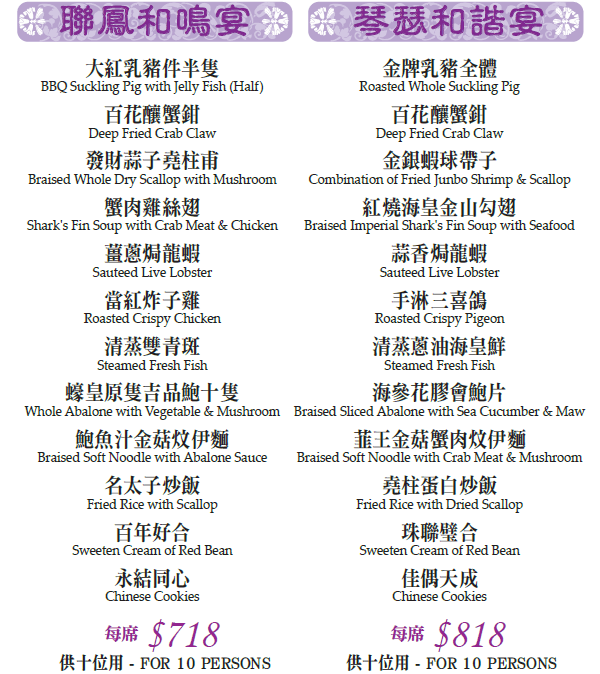 聯鳳和鳴宴
大紅乳豬件半隻
BBQ Suckling Pig with Jelly Fish (Half)
百花釀蟹鉗
Deep Fried Crab Claw
發財蒜子堯柱甫
Braised Whole Dry Scallop with Mushroom
蟹肉雞絲翅
Shark's Fin Soup with Crab Meat & Chicken
薑蔥焗龍蝦
Sauteed Live Lobster
當紅炸子雞
Roasted Crispy Chicken
清蒸雙青斑
Steamed Fresh Fish
蠔皇原隻吉品鮑十隻
Whole Abalone with Vegetable & Mushroom
鮑魚汁金菇炆伊麵
Braised Soft Noodle with Abalone Sauce
名太子炒飯
Fried Rice with Scallop
百年好合
Sweeten Cream of Red Bean
永結同心
Chinese Cookies
每席 $718
供十位用 - FOR 10 PERSONS
琴瑟和諧宴
金牌乳豬全體
Roasted Whole Suckling Pig
百花釀蟹鉗
Deep Fried Crab Claw
金銀蝦球帶子
Combination of Fried Junbo Shrimp & Scallop
紅燒海皇金山勾翅
Braised Imperial Shark's Fin Soup with Seafood
蒜香焗龍蝦
Sauteed Live Lobster
手淋三喜鴿
Roasted Crispy Pigeon
清蒸蔥油海皇鮮
Steamed Fresh Fish
海參花膠會鮑片
Braised Sliced Abalone with Sea Cucumber & Maw
韮王金菇蟹肉炆伊麵
Braised Soft Noodle with Crab Meat & Mushroom
堯柱蛋白炒飯
Fried Rice with Dried Scallop
珠聯璧合
Sweeten Cream of Red Bean
佳偶天成
Chinese Cookies
每席 $818
供十位用 - FOR 10 PERSONS